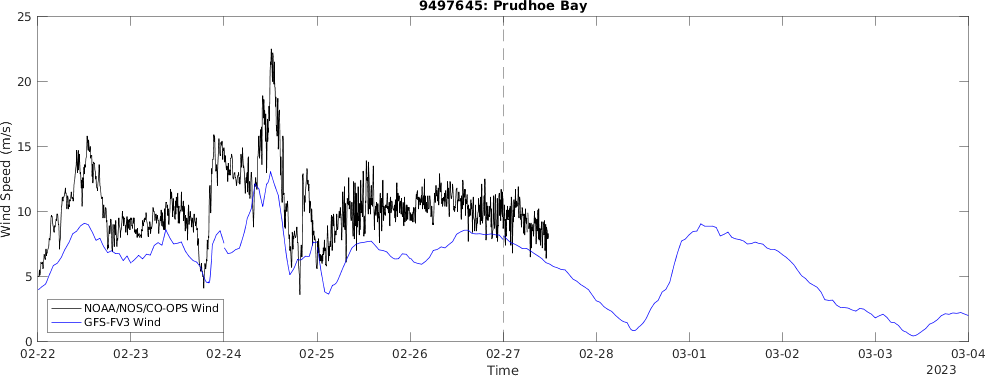 9497645: Prudhoe Bay
25
20
15
10
5
0
Wind Speed (m/s)
NOAA/NOS/CO-OPS Wind
GFS-FV3 Wind
02-22 02-23 02-24 02-25 02-26 02-27 02-28 03-01 03-02 03-03 03-04
Time
2023